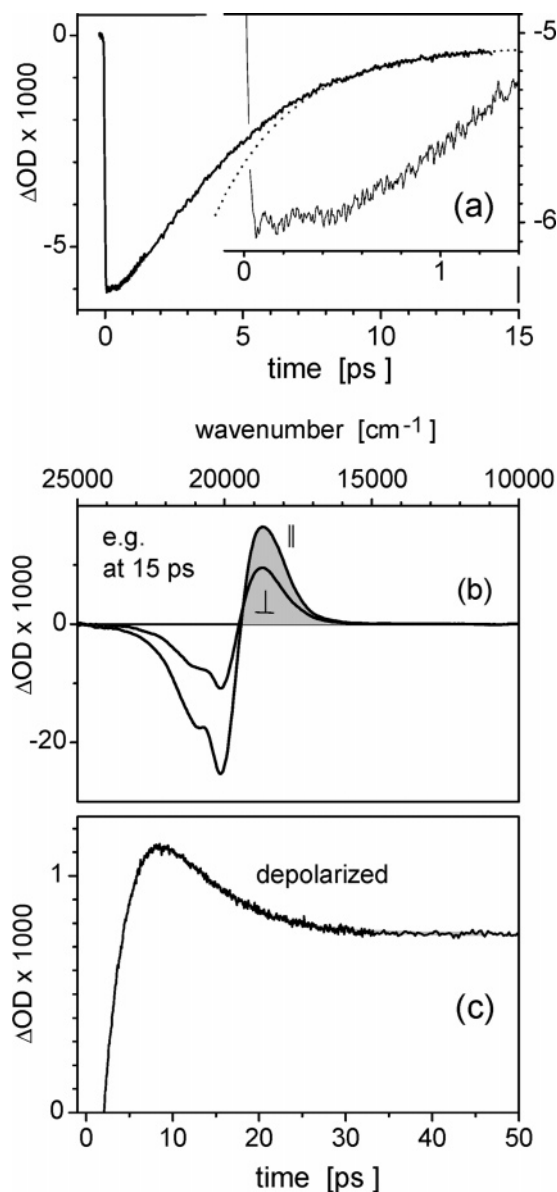 0
-5
ΔOD x 1000
-5
-6
(a)
0
1
0
5
10
15
time [ps]
wavenumber [cm⁻¹]
25000
20000
15000
10000
e.g.
at 15 ps
||
⊥
(b)
ΔOD x 1000
0
-20
1
ΔOD x 1000
depolarized
(c)
0
0
10
20
30
40
50
time [ps]